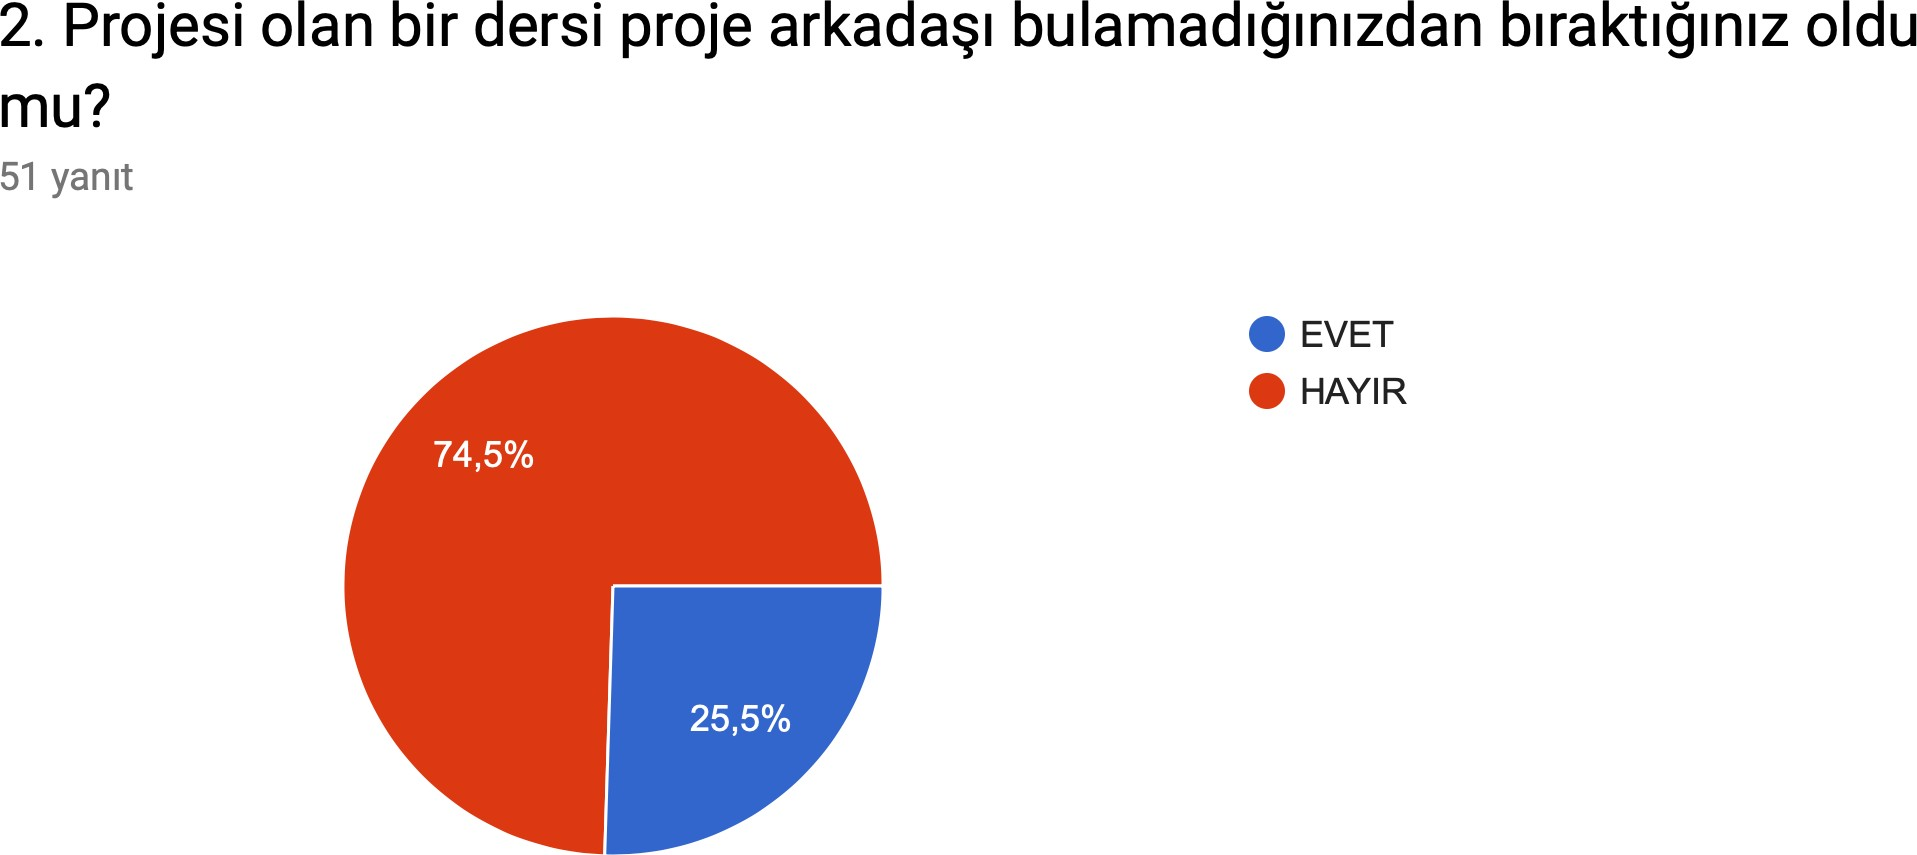 2. Projesi olan bir dersi proje arkadaşı bulamadığınızdan bıraktığınız oldu
mu?
51 yanıt
EVET
HAYIR
74,5%
25,5%